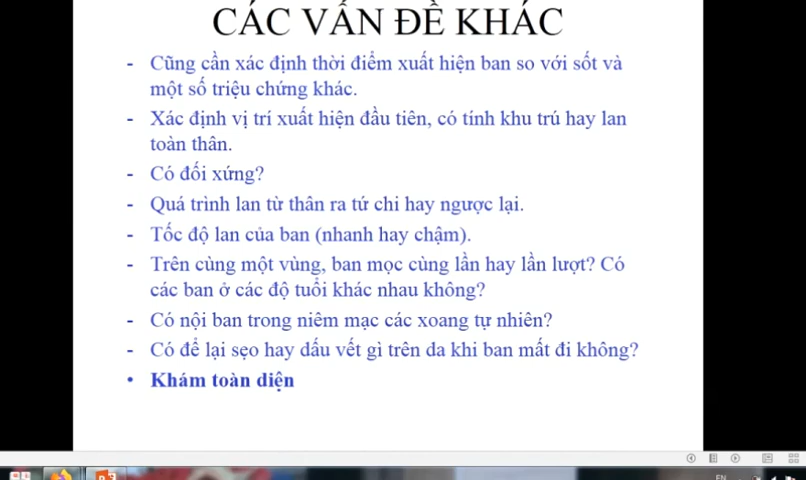 CÁC VẤN ĐỀ KHÁC
- Cũng cần xác định thời điểm xuất hiện ban so với sốt và
một số triệu chứng khác.
- Xác định vị trí xuất hiện đầu tiên, có tính khu trú hay lan
toàn thân.
- Có đối xứng?
- Quá trình lan từ thân ra tứ chi hay ngược lại.
- Tốc độ lan của ban (nhanh hay chậm).
- Trên cùng một vùng, ban mọc cùng lần hay lần lượt? Có
các ban ở các độ tuổi khác nhau không?
- Có nội ban trong niêm mạc các xoang tự nhiên?
- Có để lại sẹo hay dấu vết gì trên da khi ban mất đi không?
• Khám toàn diện
EN